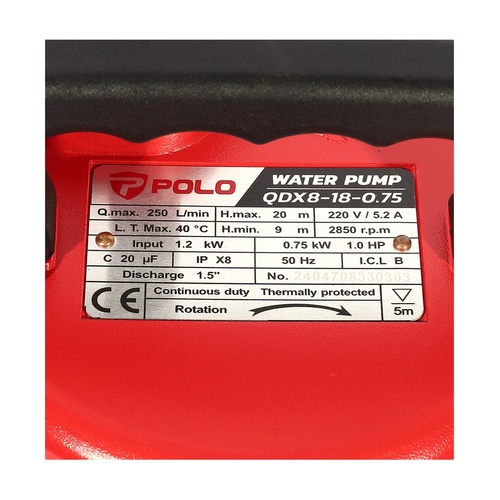 POLO WATER PUMP
QDX8-18-0.75
Q.max. 250 L/min H.max. 20 m 220 V / 5.2 A
L. T. Max. 40 °C H.min. 9 m 2850 r.p.m
Input 1.2 kW 0.75 kW 1.0 HP
C 20 µF IP X8 50 Hz I.C.L B
Discharge 1.5" No. 2404708330303
CE Continuous duty Thermally protected
Rotation 5m